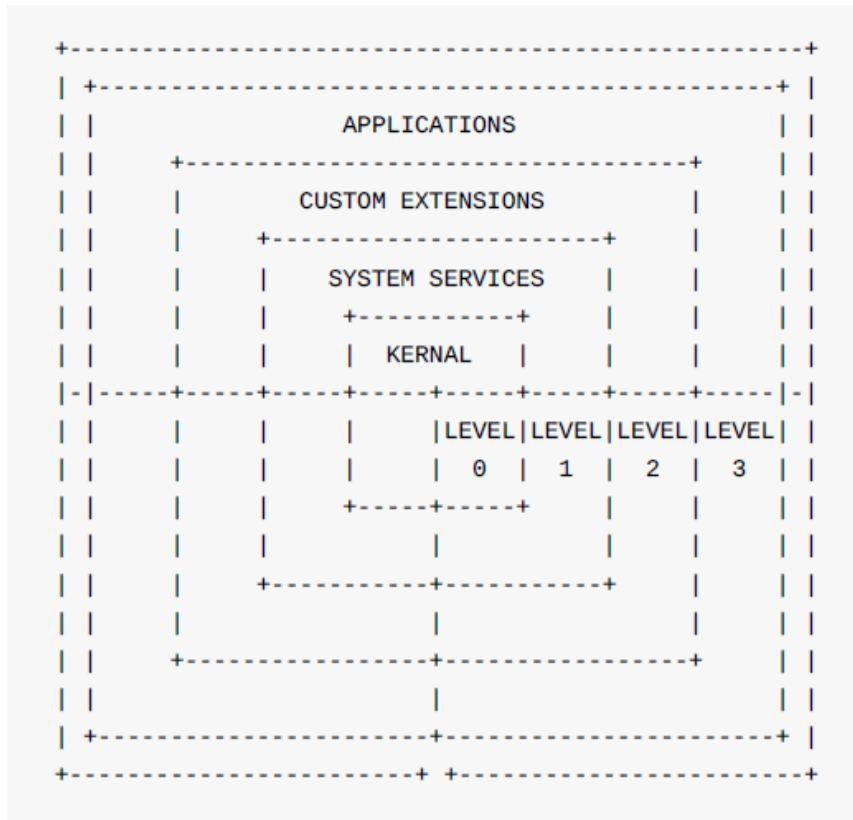 APPLICATIONS
CUSTOM EXTENSIONS
SYSTEM SERVICES
KERNAL
LEVEL LEVEL LEVEL LEVEL
0 1 2 3